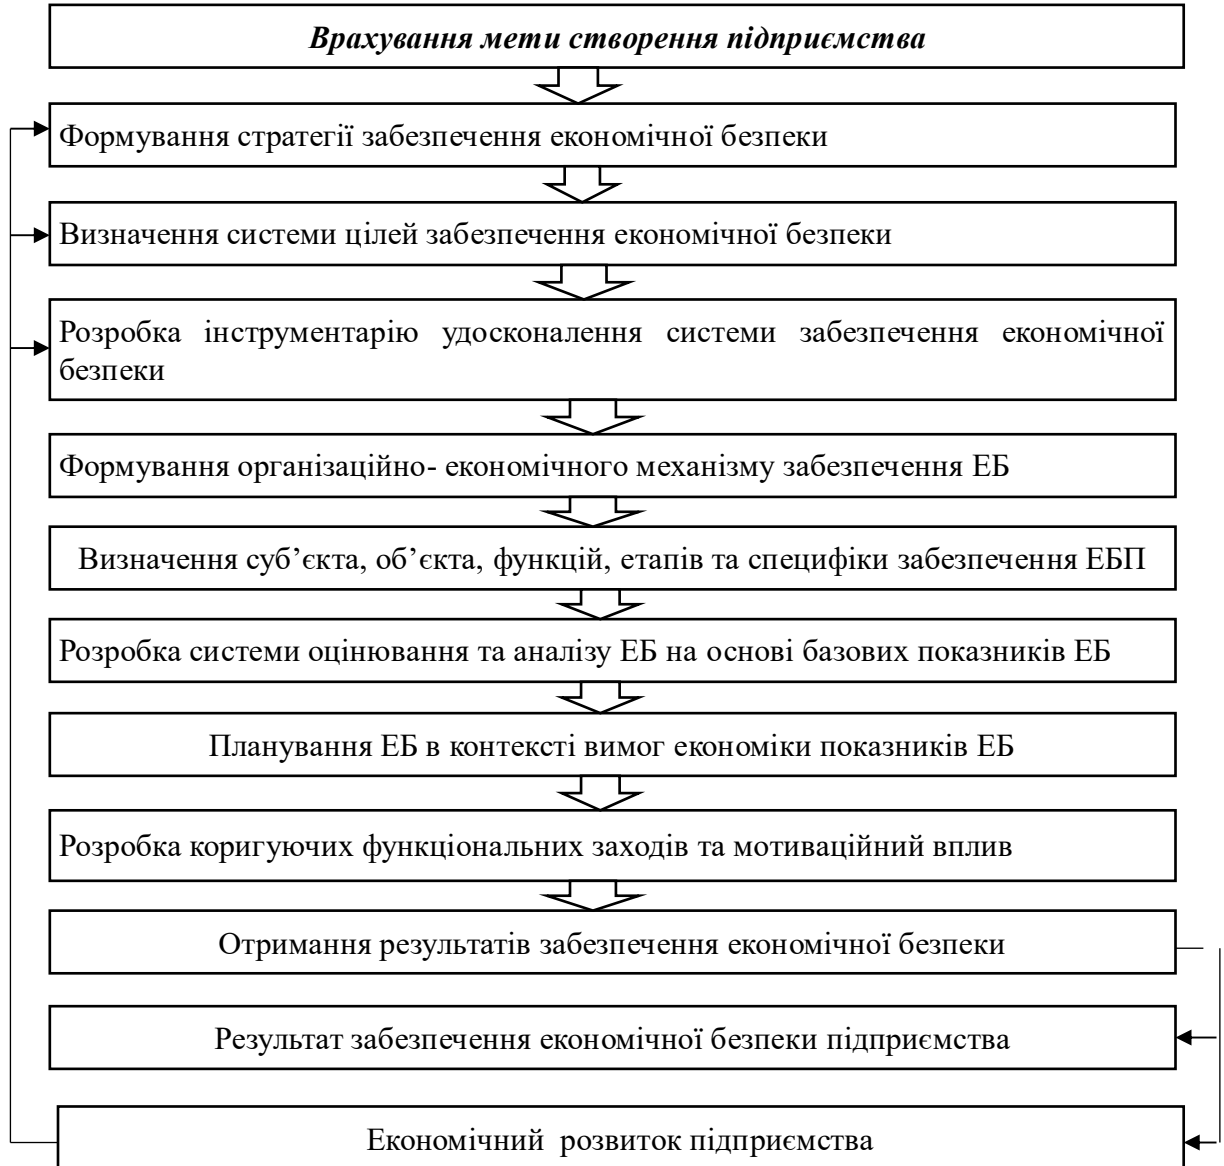 Врахування мети створення підприємства
Формування стратегії забезпечення економічної безпеки
Визначення системи цілей забезпечення економічної безпеки
Розробка інструментарію удосконалення системи забезпечення економічної
безпеки
Формування організаційно- економічного механізму забезпечення ЕБ
Визначення суб’єкта, об’єкта, функцій, етапів та специфіки забезпечення ЕБП
Розробка системи оцінювання та аналізу ЕБ на основі базових показників ЕБ
Планування ЕБ в контексті вимог економіки показників ЕБ
Розробка коригуючих функціональних заходів та мотиваційний вплив
Отримання результатів забезпечення економічної безпеки
Результат забезпечення економічної безпеки підприємства
Економічний розвиток підприємства